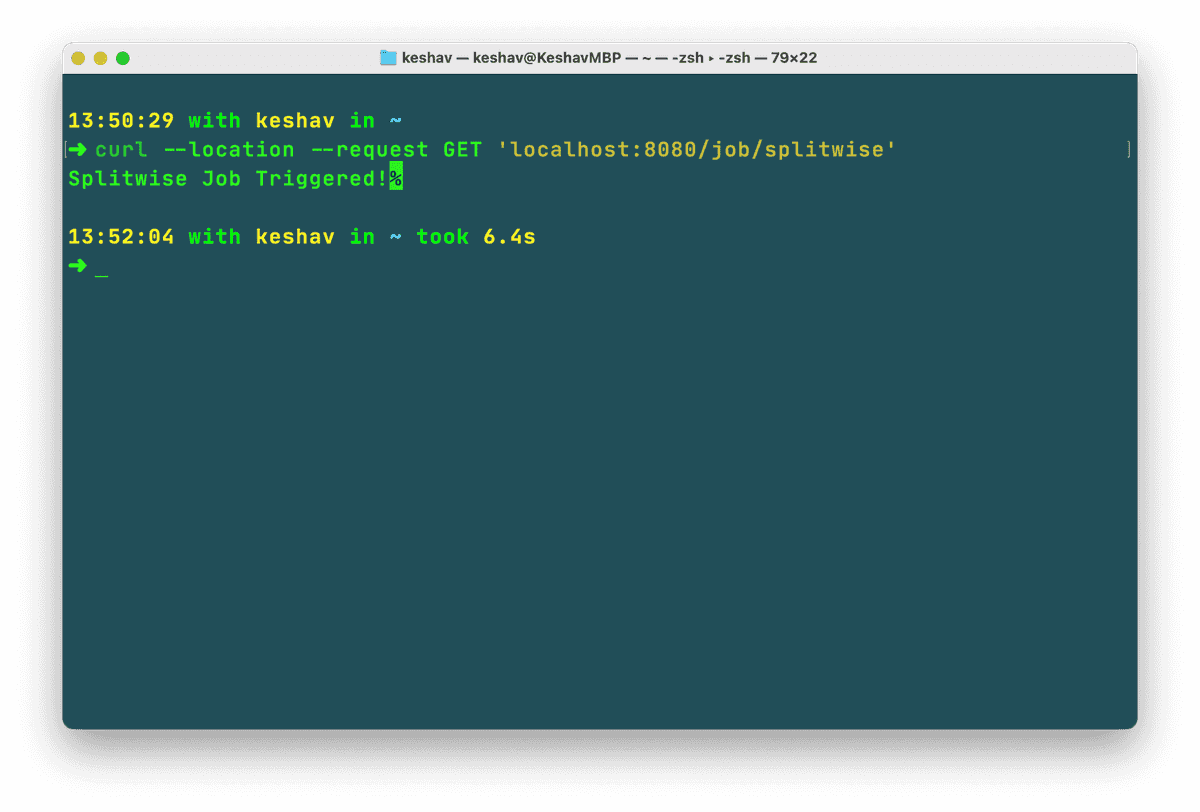 keshav — keshav@KeshavMBP — ~ — -zsh ▸ -zsh — 79×22
13:50:29 with keshav in ~
➜ curl --location --request GET 'localhost:8080/job/splitwise'
Splitwise Job Triggered!%
13:52:04 with keshav in ~ took 6.4s
➜ _